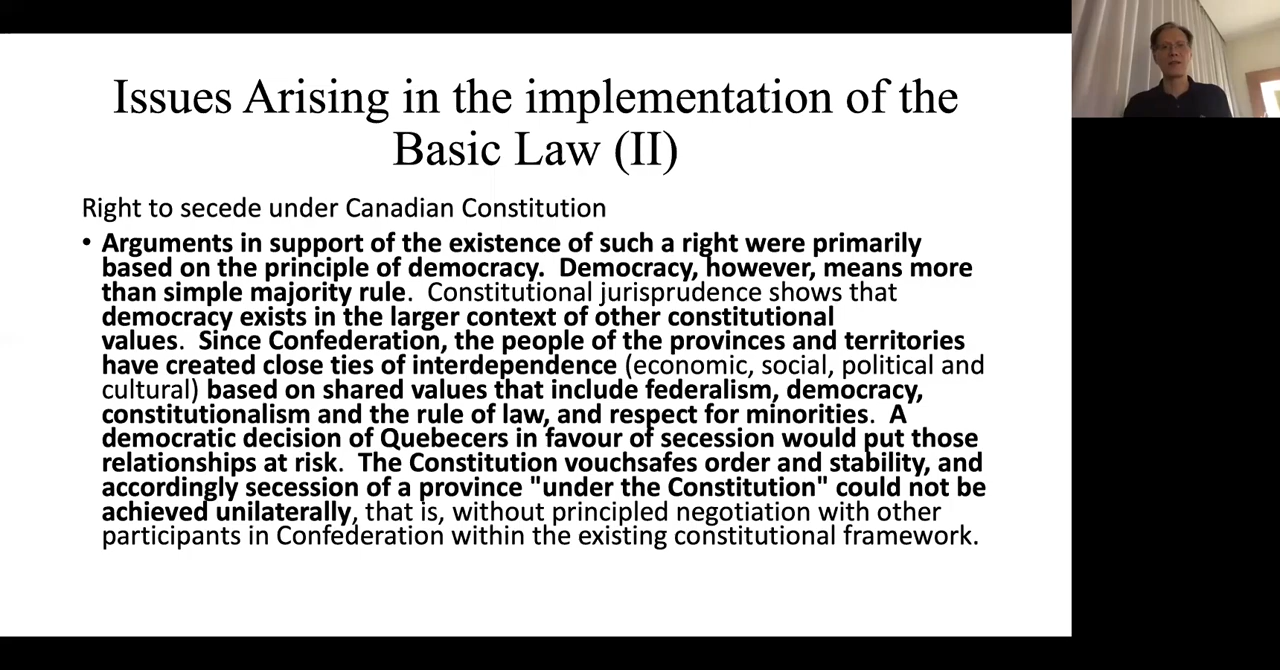 Issues Arising in the implementation of the
Basic Law (II)
Right to secede under Canadian Constitution
• Arguments in support of the existence of such a right were primarily
based on the principle of democracy. Democracy, however, means more
than simple majority rule. Constitutional jurisprudence shows that
democracy exists in the larger context of other constitutional
values. Since Confederation, the people of the provinces and territories
have created close ties of interdependence (economic, social, political and
cultural) based on shared values that include federalism, democracy,
constitutionalism and the rule of law, and respect for minorities. A
democratic decision of Quebecers in favour of secession would put those
relationships at risk. The Constitution vouchsafes order and stability, and
accordingly secession of a province "under the Constitution" could not be
achieved unilaterally, that is, without principled negotiation with other
participants in Confederation within the existing constitutional framework.